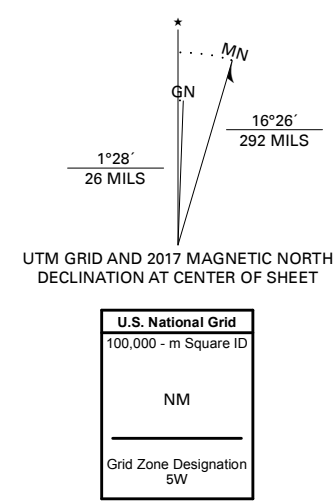 ★
MN
GN
16°26´
292 MILS
1°28´
26 MILS
UTM GRID AND 2017 MAGNETIC NORTH
DECLINATION AT CENTER OF SHEET
U.S. National Grid
100,000 - m Square ID
NM
Grid Zone Designation
5W